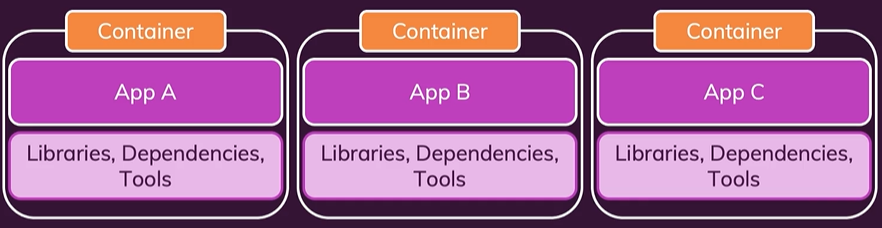 Container
App A
Libraries, Dependencies,
Tools
Container
App B
Libraries, Dependencies,
Tools
Container
App C
Libraries, Dependencies,
Tools